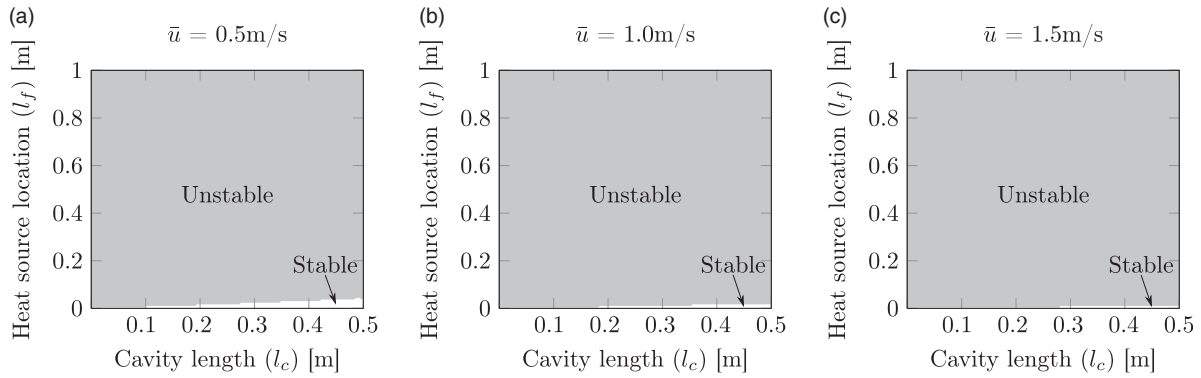 (a)
ū = 0.5m/s
Heat source location (l_f) [m]
1
0.8
0.6
0.4
0.2
0
Unstable
Stable
0.1 0.2 0.3 0.4 0.5
Cavity length (l_c) [m]
(b)
ū = 1.0m/s
Heat source location (l_f) [m]
1
0.8
0.6
0.4
0.2
0
Unstable
Stable
0.1 0.2 0.3 0.4 0.5
Cavity length (l_c) [m]
(c)
ū = 1.5m/s
Heat source location (l_f) [m]
1
0.8
0.6
0.4
0.2
0
Unstable
Stable
0.1 0.2 0.3 0.4 0.5
Cavity length (l_c) [m]